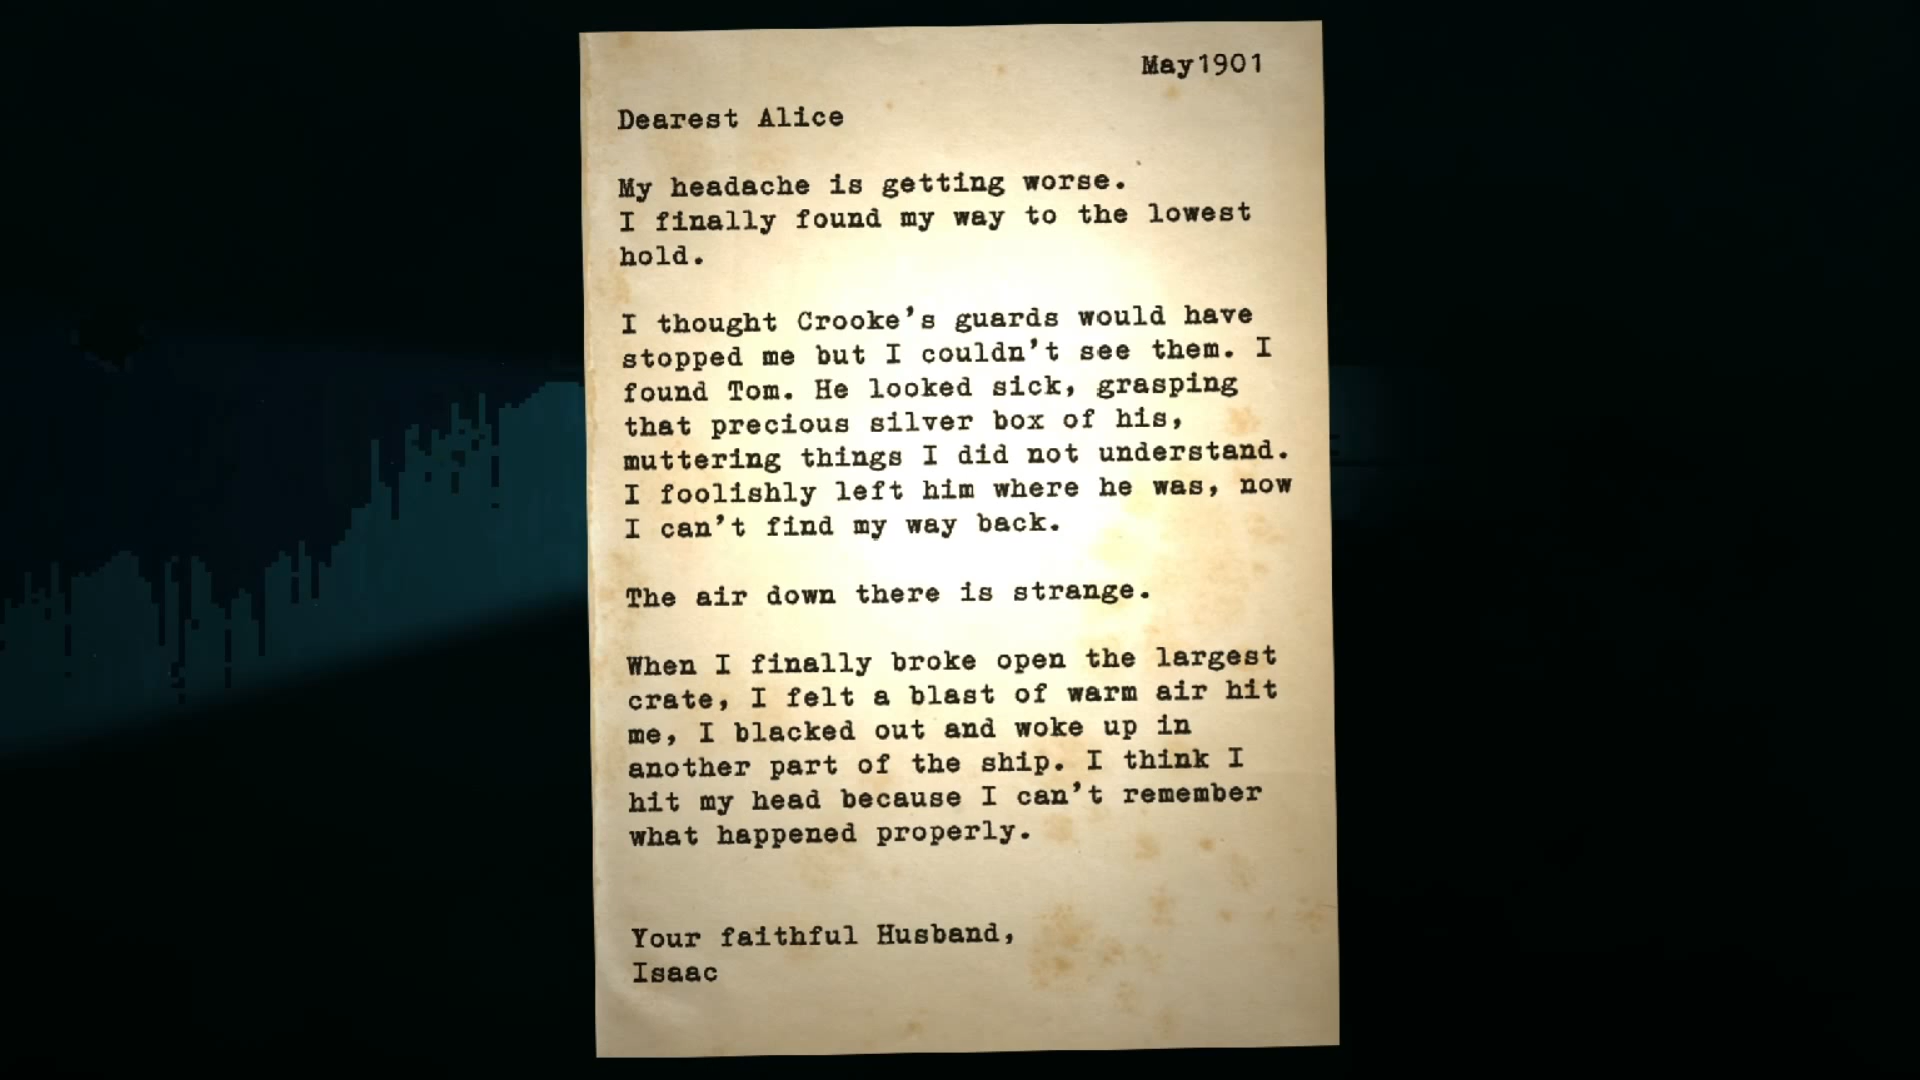 May1901
Dearest Alice
My headache is getting worse.
I finally found my way to the lowest
hold.
I thought Crooke's guards would have
stopped me but I couldn't see them. I
found Tom. He looked sick, grasping
that precious silver box of his,
muttering things I did not understand.
I foolishly left him where he was, now
I can't find my way back.
The air down there is strange.
When I finally broke open the largest
crate, I felt a blast of warm air hit
me, I blacked out and woke up in
another part of the ship. I think I
hit my head because I can't remember
what happened properly.
Your faithful Husband,
Isaac